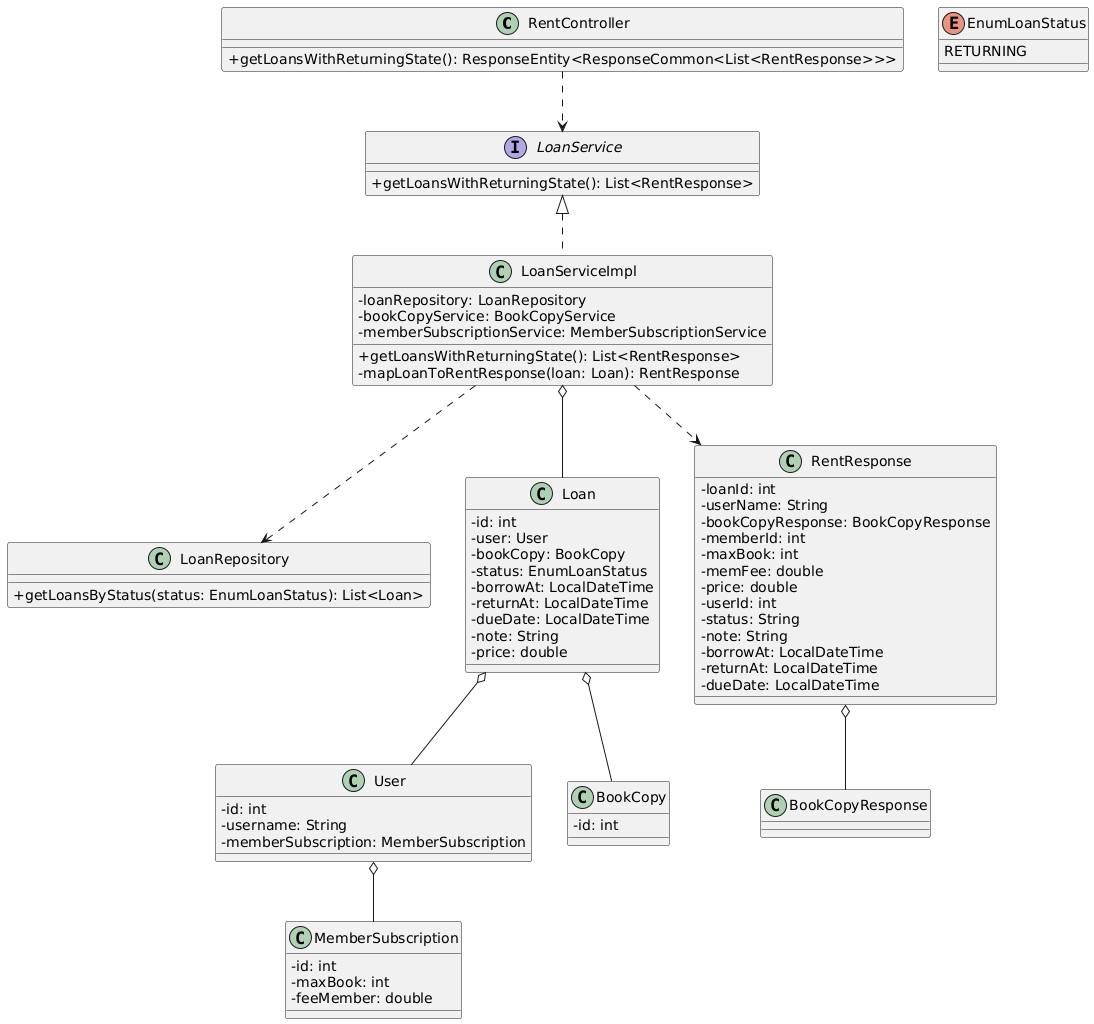 C RentController
+getLoansWithReturningState(): ResponseEntity<ResponseCommon<List<RentResponse>>>
E EnumLoanStatus
RETURNING
I LoanService
+getLoansWithReturningState(): List<RentResponse>
C LoanServiceImpl
-loanRepository: LoanRepository
-bookCopyService: BookCopyService
-memberSubscriptionService: MemberSubscriptionService
+getLoansWithReturningState(): List<RentResponse>
-mapLoanToRentResponse(loan: Loan): RentResponse
C LoanRepository
+getLoansByStatus(status: EnumLoanStatus): List<Loan>
C Loan
-id: int
-user: User
-bookCopy: BookCopy
-status: EnumLoanStatus
-borrowAt: LocalDateTime
-returnAt: LocalDateTime
-dueDate: LocalDateTime
-note: String
-price: double
C RentResponse
-loanId: int
-userName: String
-bookCopyResponse: BookCopyResponse
-memberId: int
-maxBook: int
-memFee: double
-price: double
-userId: int
-status: String
-note: String
-borrowAt: LocalDateTime
-returnAt: LocalDateTime
-dueDate: LocalDateTime
C User
-id: int
-username: String
-memberSubscription: MemberSubscription
C BookCopy
-id: int
C BookCopyResponse
C MemberSubscription
-id: int
-maxBook: int
-feeMember: double